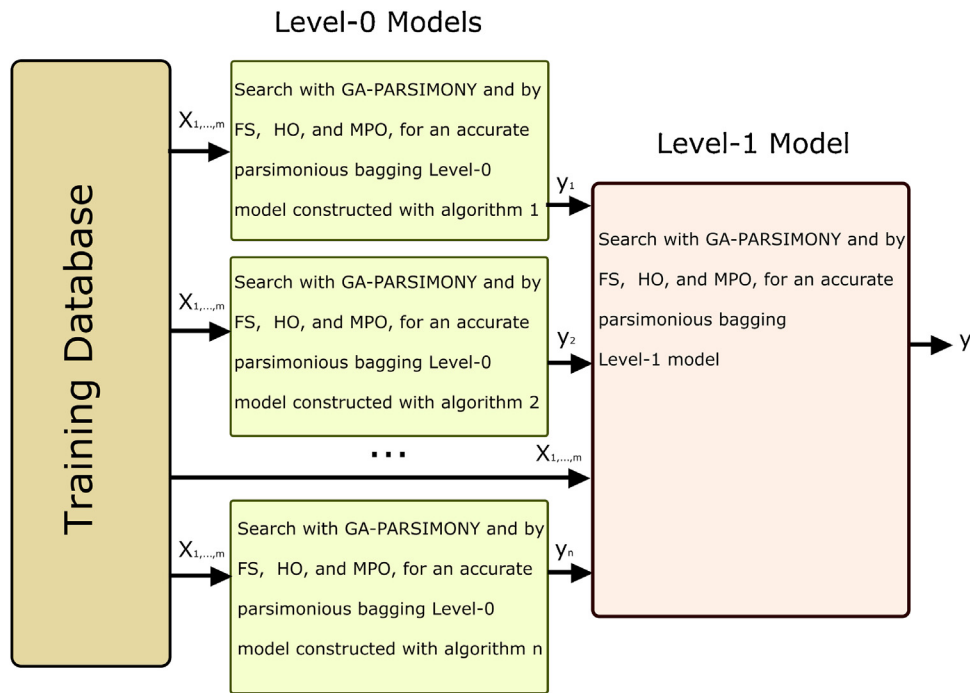 Level-0 Models
Training Database
X1,...,m
Search with GA-PARSIMONY and by
FS, HO, and MPO, for an accurate
parsimonious bagging Level-0
model constructed with algorithm 1
y1
X1,...,m
Search with GA-PARSIMONY and by
FS, HO, and MPO, for an accurate
parsimonious bagging Level-0
model constructed with algorithm 2
y2
...
X1,...,m
X1,...,m
Search with GA-PARSIMONY and by
FS, HO, and MPO, for an accurate
parsimonious bagging Level-0
model constructed with algorithm n
yn
Level-1 Model
Search with GA-PARSIMONY and by
FS, HO, and MPO, for an accurate
parsimonious bagging
Level-1 model
y